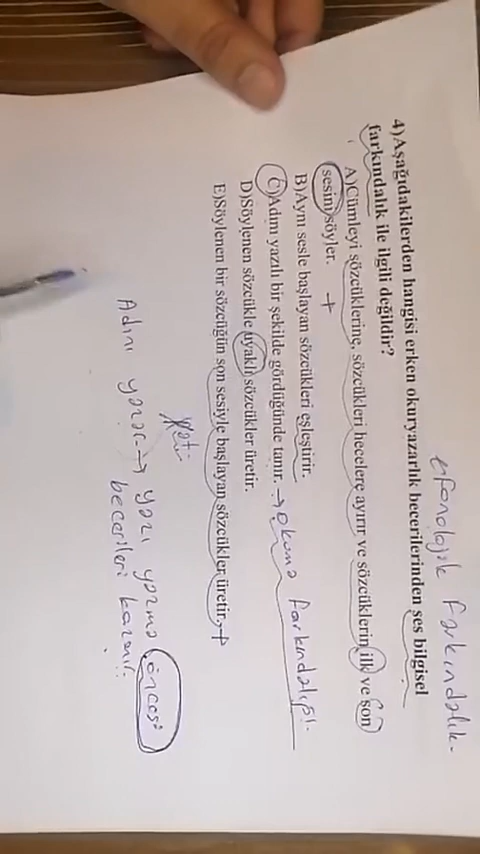 fonolojik farkındalık.
4)Aşağıdakilerden hangisi erken okuryazarlık becerilerinden ses bilgisel
farkındalık ile ilgili değildir?
A)Cümleyi sözcüklerine, sözcükleri hecelere ayırır ve sözcüklerin ilk ve son
sesini söyler. +
B)Aynı sesle başlayan sözcükleri eşleştirir.
C)Adını yazılı bir şekilde gördüğünde tanır. → okuma farkındalığı.
D)Söylenen sözcükle uyaklı sözcükler üretir.
E)Söylenen bir sözcüğün son sesiyle başlayan sözcükler üretir. +
Adını yazar → yazı yazma öncesi
becerileri kazanır.